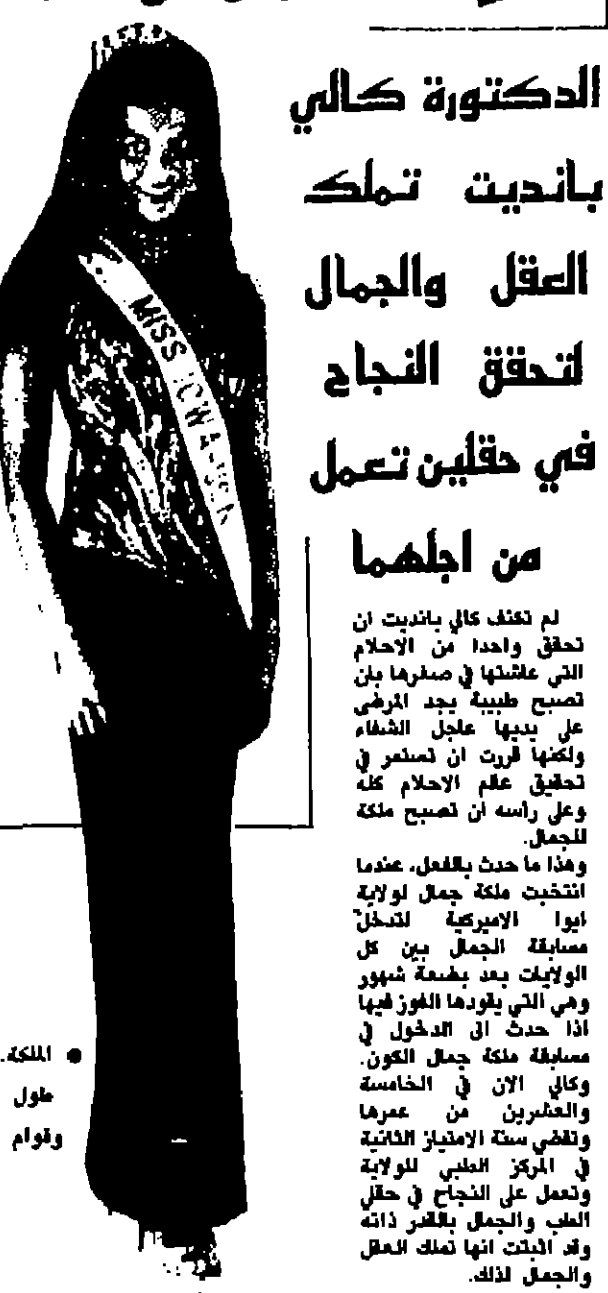 الدكتورة كالي
بانديت تملك
العقل والجمال
لتحقق النجاح
في حقلين تعمل
من اجلهما
لم تكتف كالي بانديت ان
تحقق واحدا من الاحلام
التي عاشتها في صغرها بان
تصبح طبيبة يجد المرضى
على يديها عاجل الشفاء
ولكنها قررت ان تستمر في
تحقيق عالم الاحلام كله
وعلى رأسه ان تصبح ملكة
للجمال.
وهذا ما حدث بالفعل، عندما
انتخبت ملكة جمال لولاية
ايوا الاميركية لتدخل
مسابقة الجمال بين كل
الولايات بعد بضعة شهور
وهي التي يقودها الفوز فيها
اذا حدث الى الدخول في
مسابقة ملكة جمال الكون.
وكالي الان في الخامسة
والعشرين من عمرها
وتقضي سنة الامتياز الثانية
في المركز الطبي للولاية
وتعمل على النجاح في حقلي
الطب والجمال بالقدر ذاته
وقد اثبتت انها تملك العقل
والجمال لذلك.
MISS IOWA-USA
● الملكة.
طول
وقوام